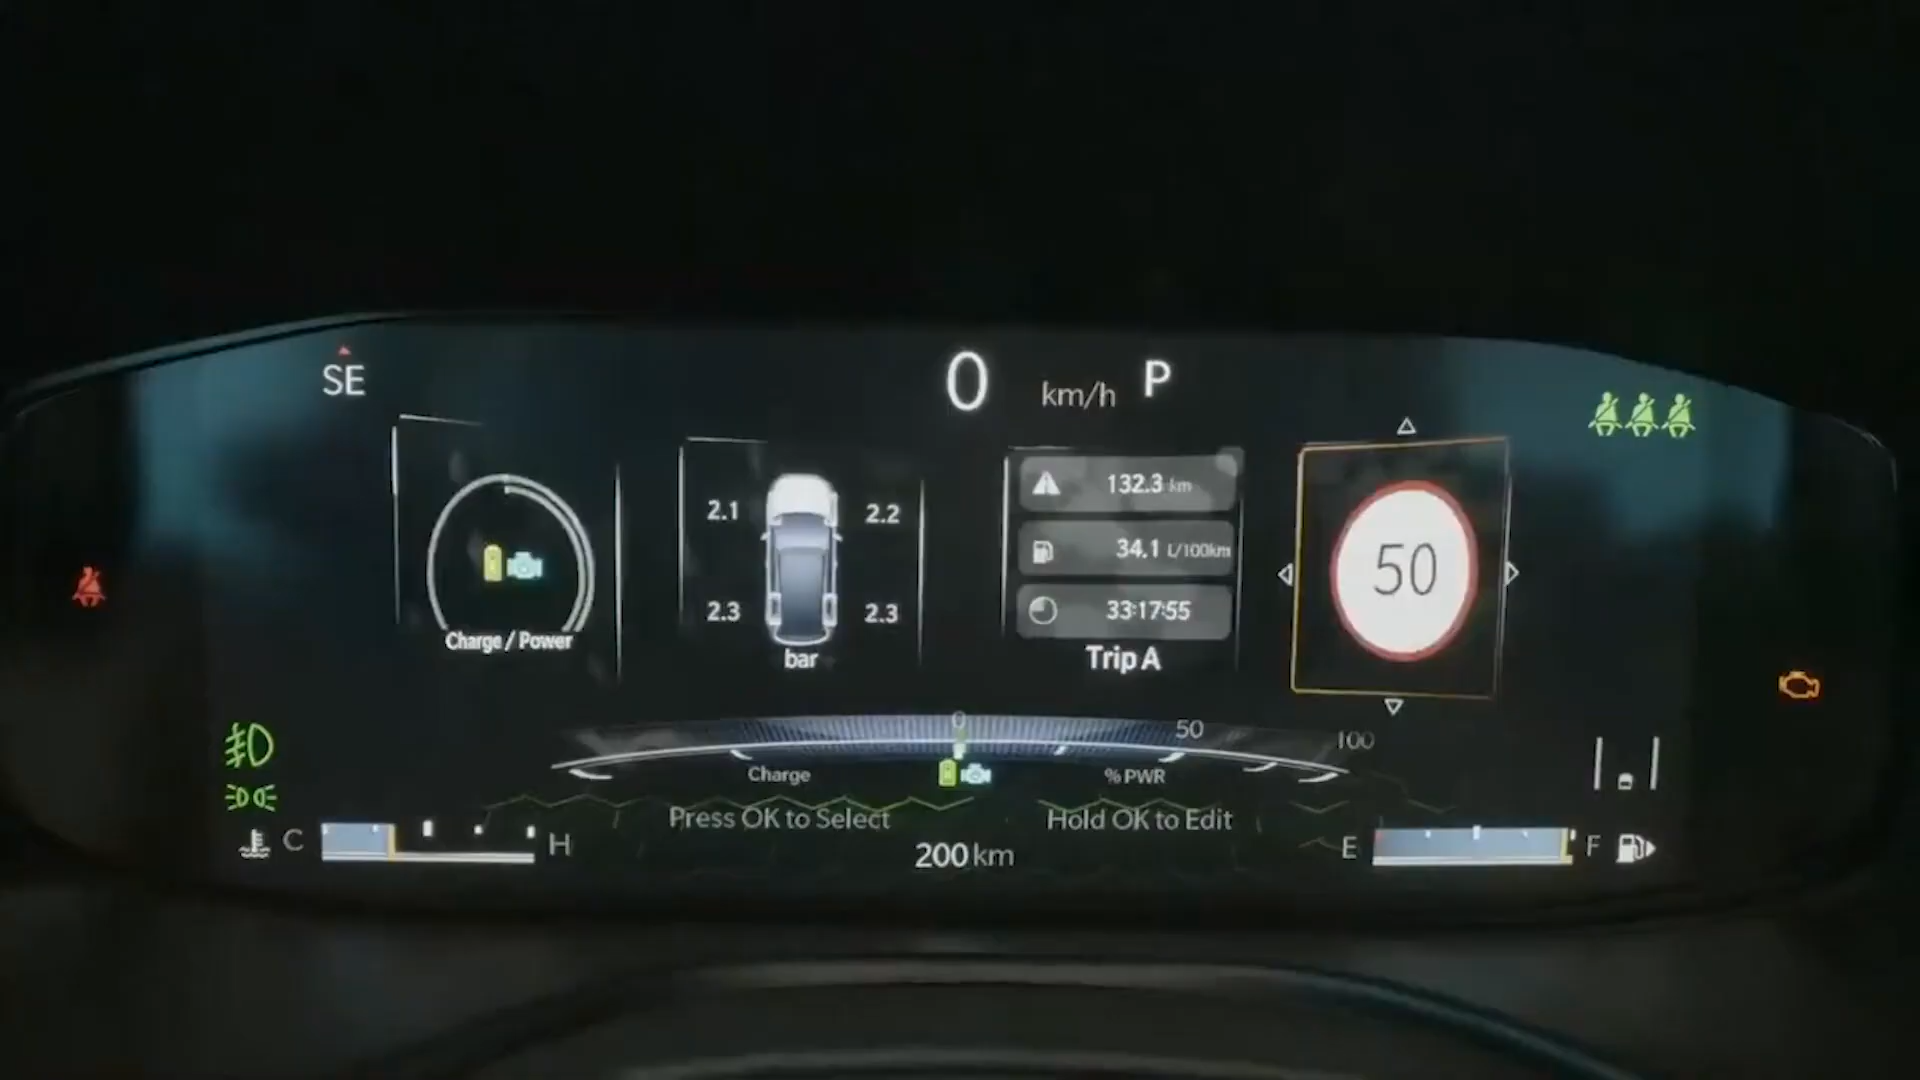 SE
0 km/h P
2.1 2.2
2.3 2.3
bar
Charge / Power
132.3 km
34.1 L/100km
33:17:55
Trip A
50
0 50 100
Charge % PWR
Press OK to Select Hold OK to Edit
C H
200 km
E F